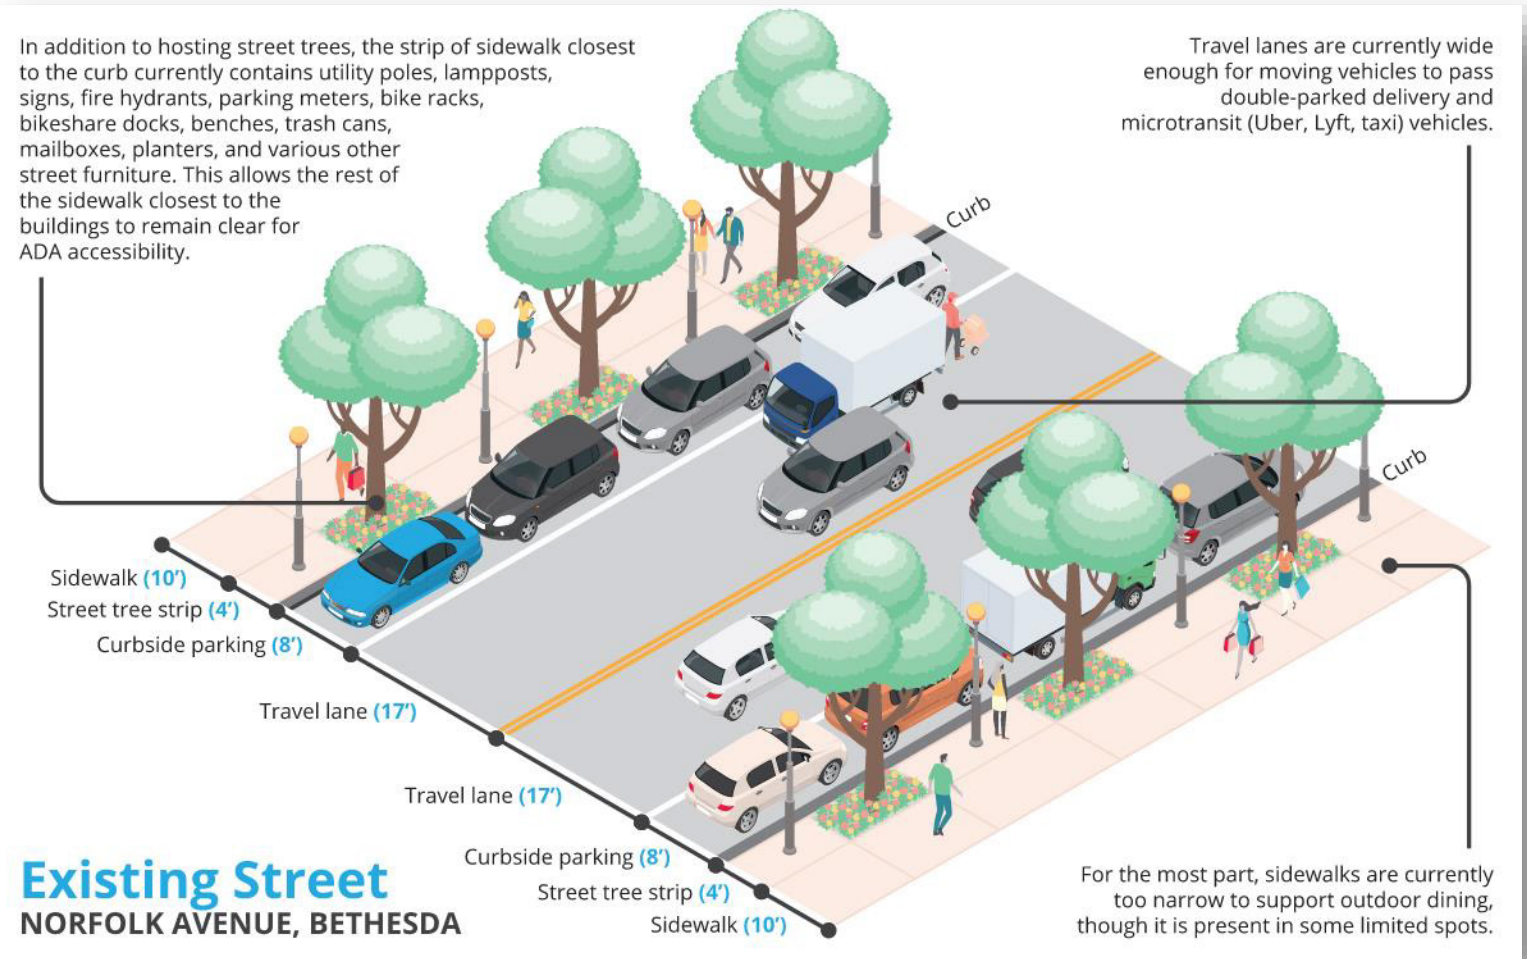 In addition to hosting street trees, the strip of sidewalk closest
to the curb currently contains utility poles, lampposts,
signs, fire hydrants, parking meters, bike racks,
bikeshare docks, benches, trash cans,
mailboxes, planters, and various other
street furniture. This allows the rest of
the sidewalk closest to the
buildings to remain clear for
ADA accessibility.
Travel lanes are currently wide
enough for moving vehicles to pass
double-parked delivery and
microtransit (Uber, Lyft, taxi) vehicles.
Curb
Curb
Sidewalk (10’)
Street tree strip (4’)
Curbside parking (8’)
Travel lane (17’)
Travel lane (17’)
Curbside parking (8’)
Street tree strip (4’)
Sidewalk (10’)
Existing Street
NORFOLK AVENUE, BETHESDA
For the most part, sidewalks are currently
too narrow to support outdoor dining,
though it is present in some limited spots.